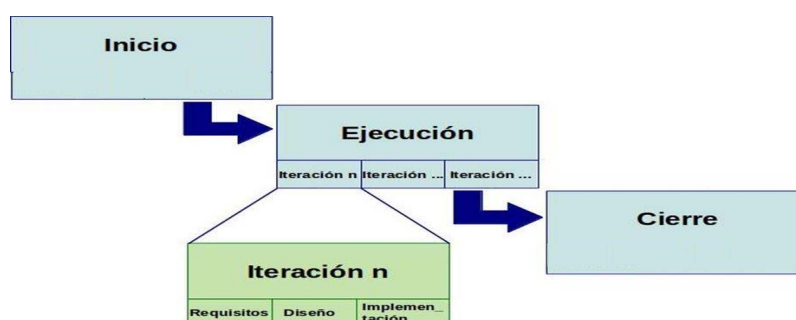 Inicio
Ejecución
Iteración n
Iteración ...
Iteración ...
Cierre
Iteración n
Requisitos
Diseño
Implemen_
tación